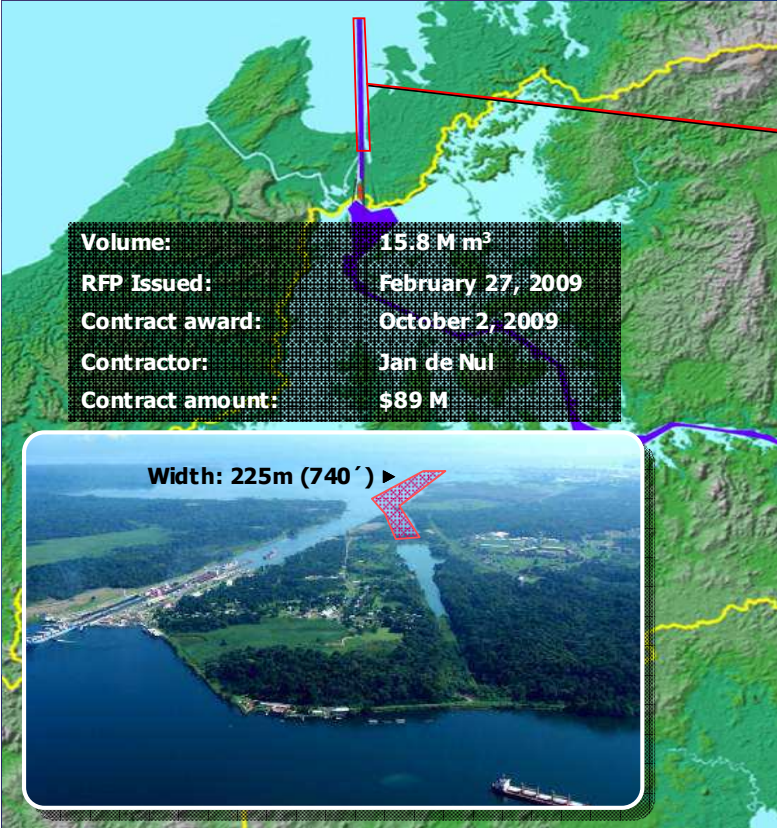 Volume: 15.8 M m³
RFP Issued: February 27, 2009
Contract award: October 2, 2009
Contractor: Jan de Nul
Contract amount: $89 M
Width: 225m (740´) ►